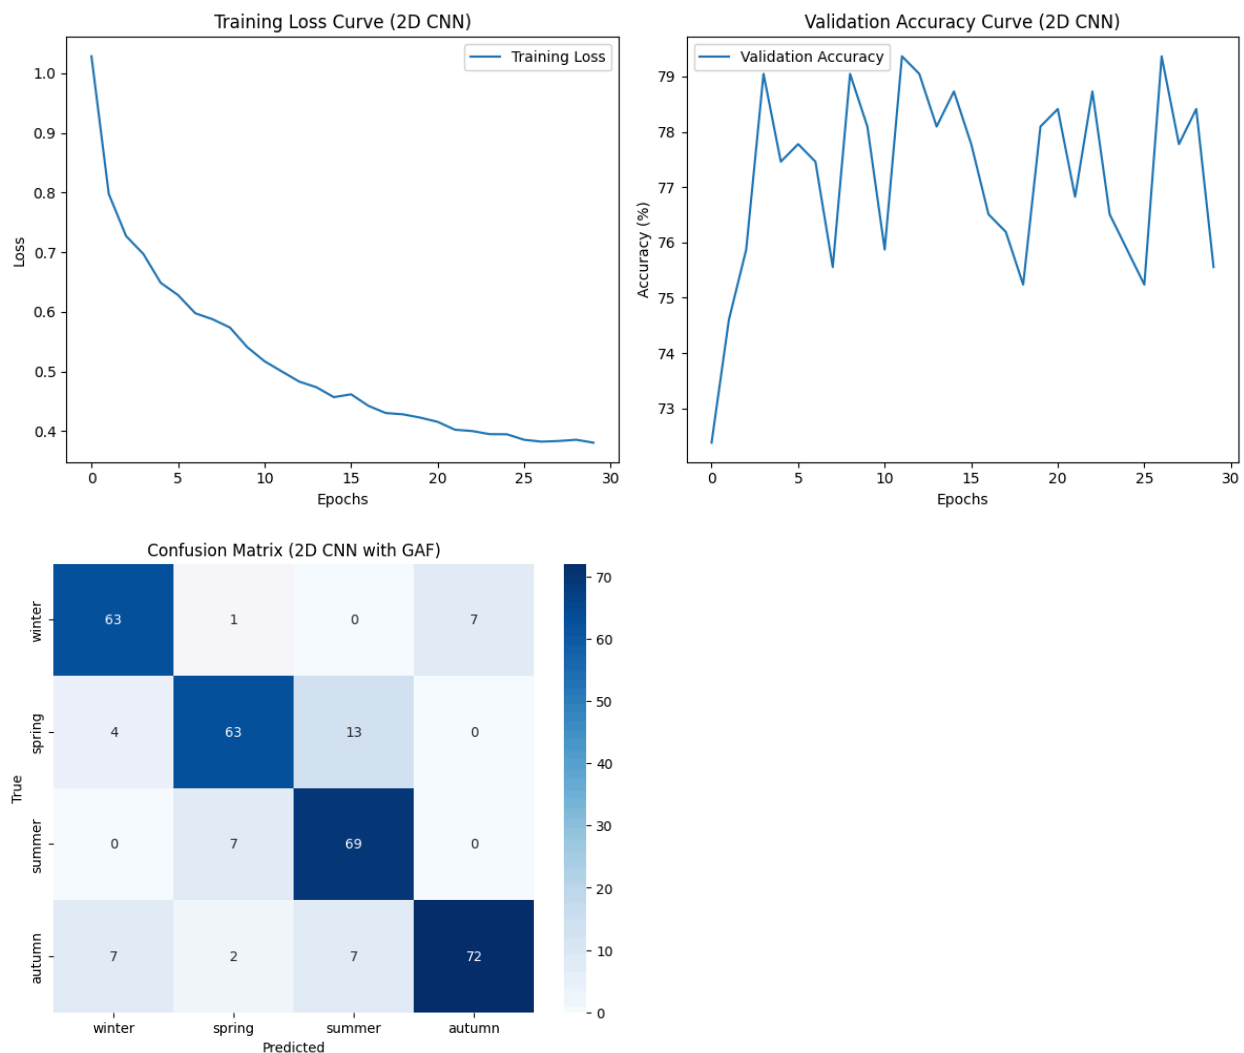 Training Loss Curve (2D CNN)
Training Loss
1.0
0.9
0.8
0.7
0.6
0.5
0.4
Loss
0 5 10 15 20 25 30
Epochs
Validation Accuracy Curve (2D CNN)
Validation Accuracy
79
78
77
76
75
74
73
Accuracy (%)
0 5 10 15 20 25 30
Epochs
Confusion Matrix (2D CNN with GAF)
winter 63 1 0 7
spring 4 63 13 0
summer 0 7 69 0
autumn 7 2 7 72
True
winter spring summer autumn
Predicted
70
60
50
40
30
20
10
0